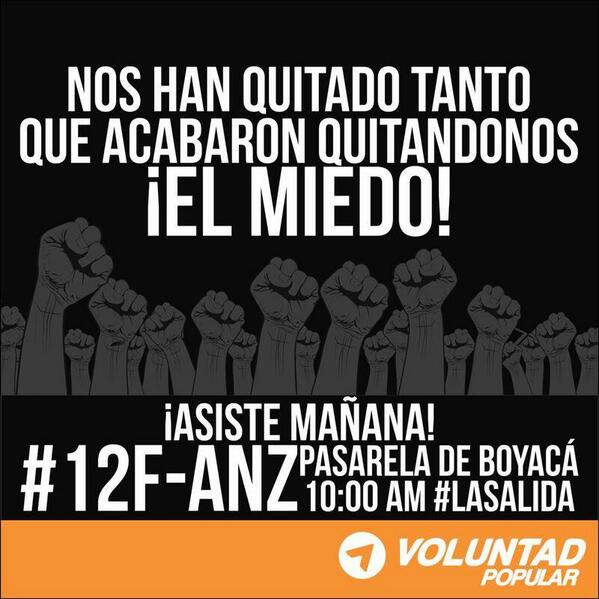 NOS HAN QUITADO TANTO
QUE ACABARON QUITANDONOS
¡EL MIEDO!
¡ASISTE MAÑANA!
#12F-ANZ
PASARELA DE BOYACÁ
10:00 AM #LASALIDA
VOLUNTAD
POPULAR